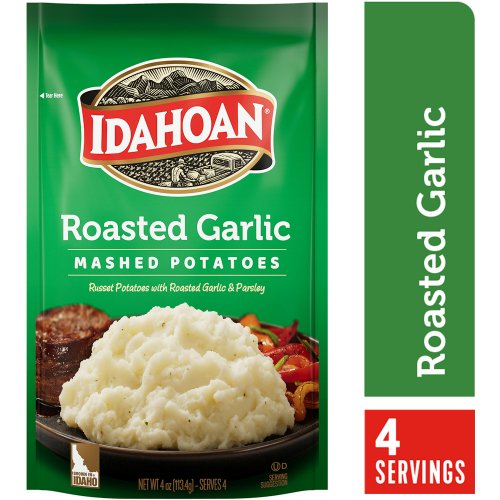 Tear Here
IDAHOAN®
Roasted Garlic
MASHED POTATOES
Russet Potatoes with Roasted Garlic & Parsley
GROWN IN
IDAHO
NET WT 4 oz (113.4g) - SERVES 4
U D
SERVING
SUGGESTION
Roasted Garlic
4
SERVINGS